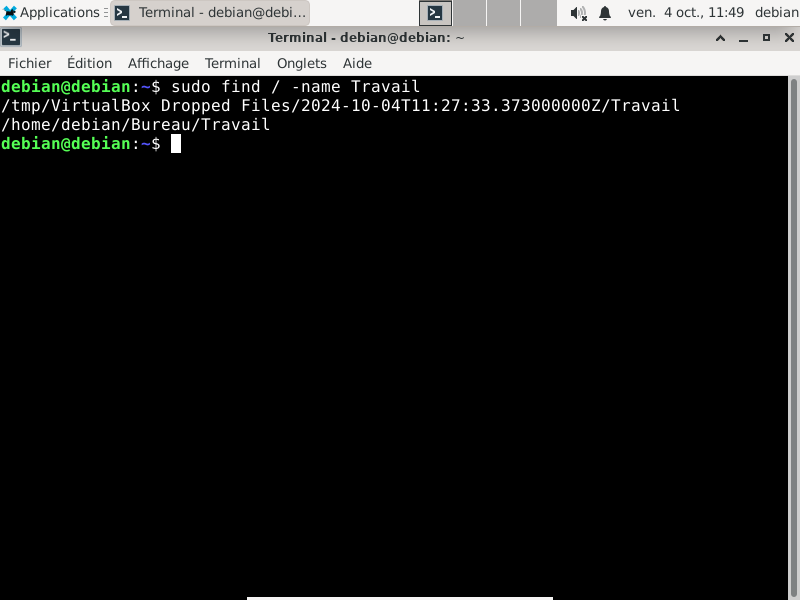 Applications Terminal - debian@debi... ven. 4 oct., 11:49 debian
Terminal - debian@debian: ~
Fichier Édition Affichage Terminal Onglets Aide
debian@debian:~$ sudo find / -name Travail
/tmp/VirtualBox Dropped Files/2024-10-04T11:27:33.373000000Z/Travail
/home/debian/Bureau/Travail
debian@debian:~$